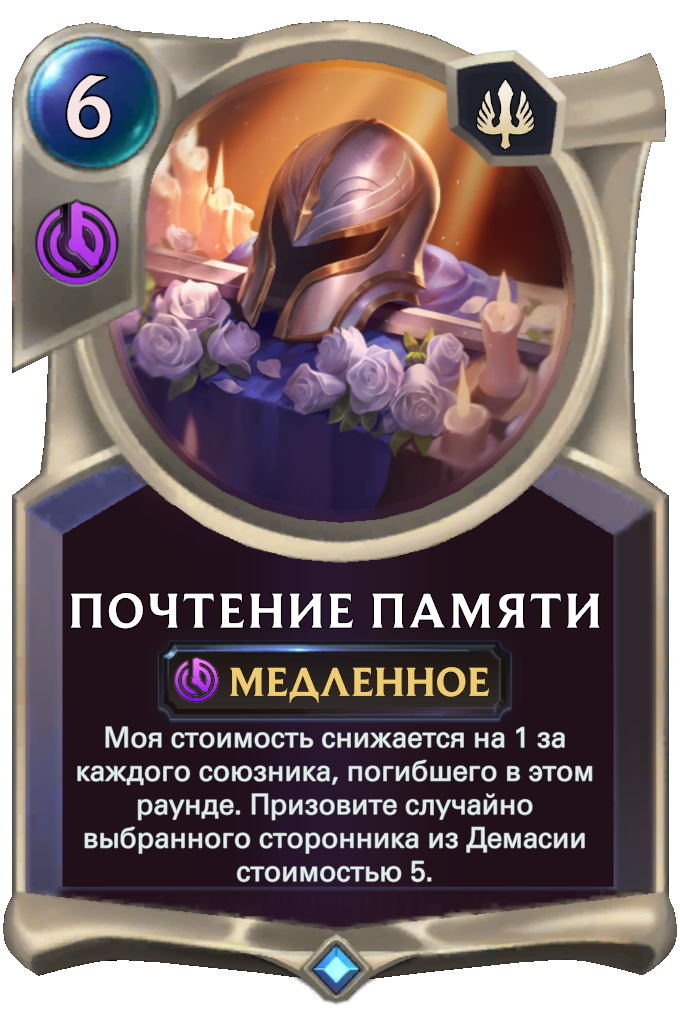 6
ПОЧТЕНИЕ ПАМЯТИ
МЕДЛЕННОЕ
Моя стоимость снижается на 1 за
каждого союзника, погибшего в этом
раунде. Призовите случайно
выбранного сторонника из Демасии
стоимостью 5.